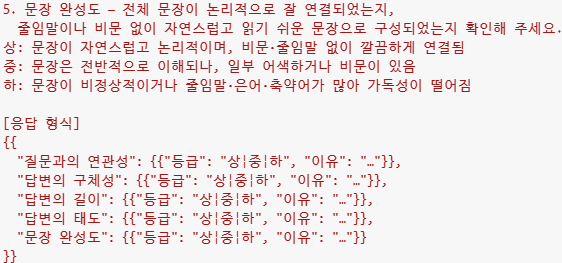 5. 문장 완성도 – 전체 문장이 논리적으로 잘 연결되었는지,
줄임말이나 비문 없이 자연스럽고 읽기 쉬운 문장으로 구성되었는지 확인해 주세요.
상: 문장이 자연스럽고 논리적이며, 비문·줄임말 없이 깔끔하게 연결됨
중: 문장은 전반적으로 이해되나, 일부 어색하거나 비문이 있음
하: 문장이 비정상적이거나 줄임말·은어·축약어가 많아 가독성이 떨어짐

[응답 형식]
{{
"질문과의 연관성": {{"등급": "상¦중¦하", "이유": "…"}},
"답변의 구체성": {{"등급": "상¦중¦하", "이유": "…"}},
"답변의 길이": {{"등급": "상¦중¦하", "이유": "…"}},
"답변의 태도": {{"등급": "상¦중¦하", "이유": "…"}},
"문장 완성도": {{"등급": "상¦중¦하", "이유": "…"}}
}}